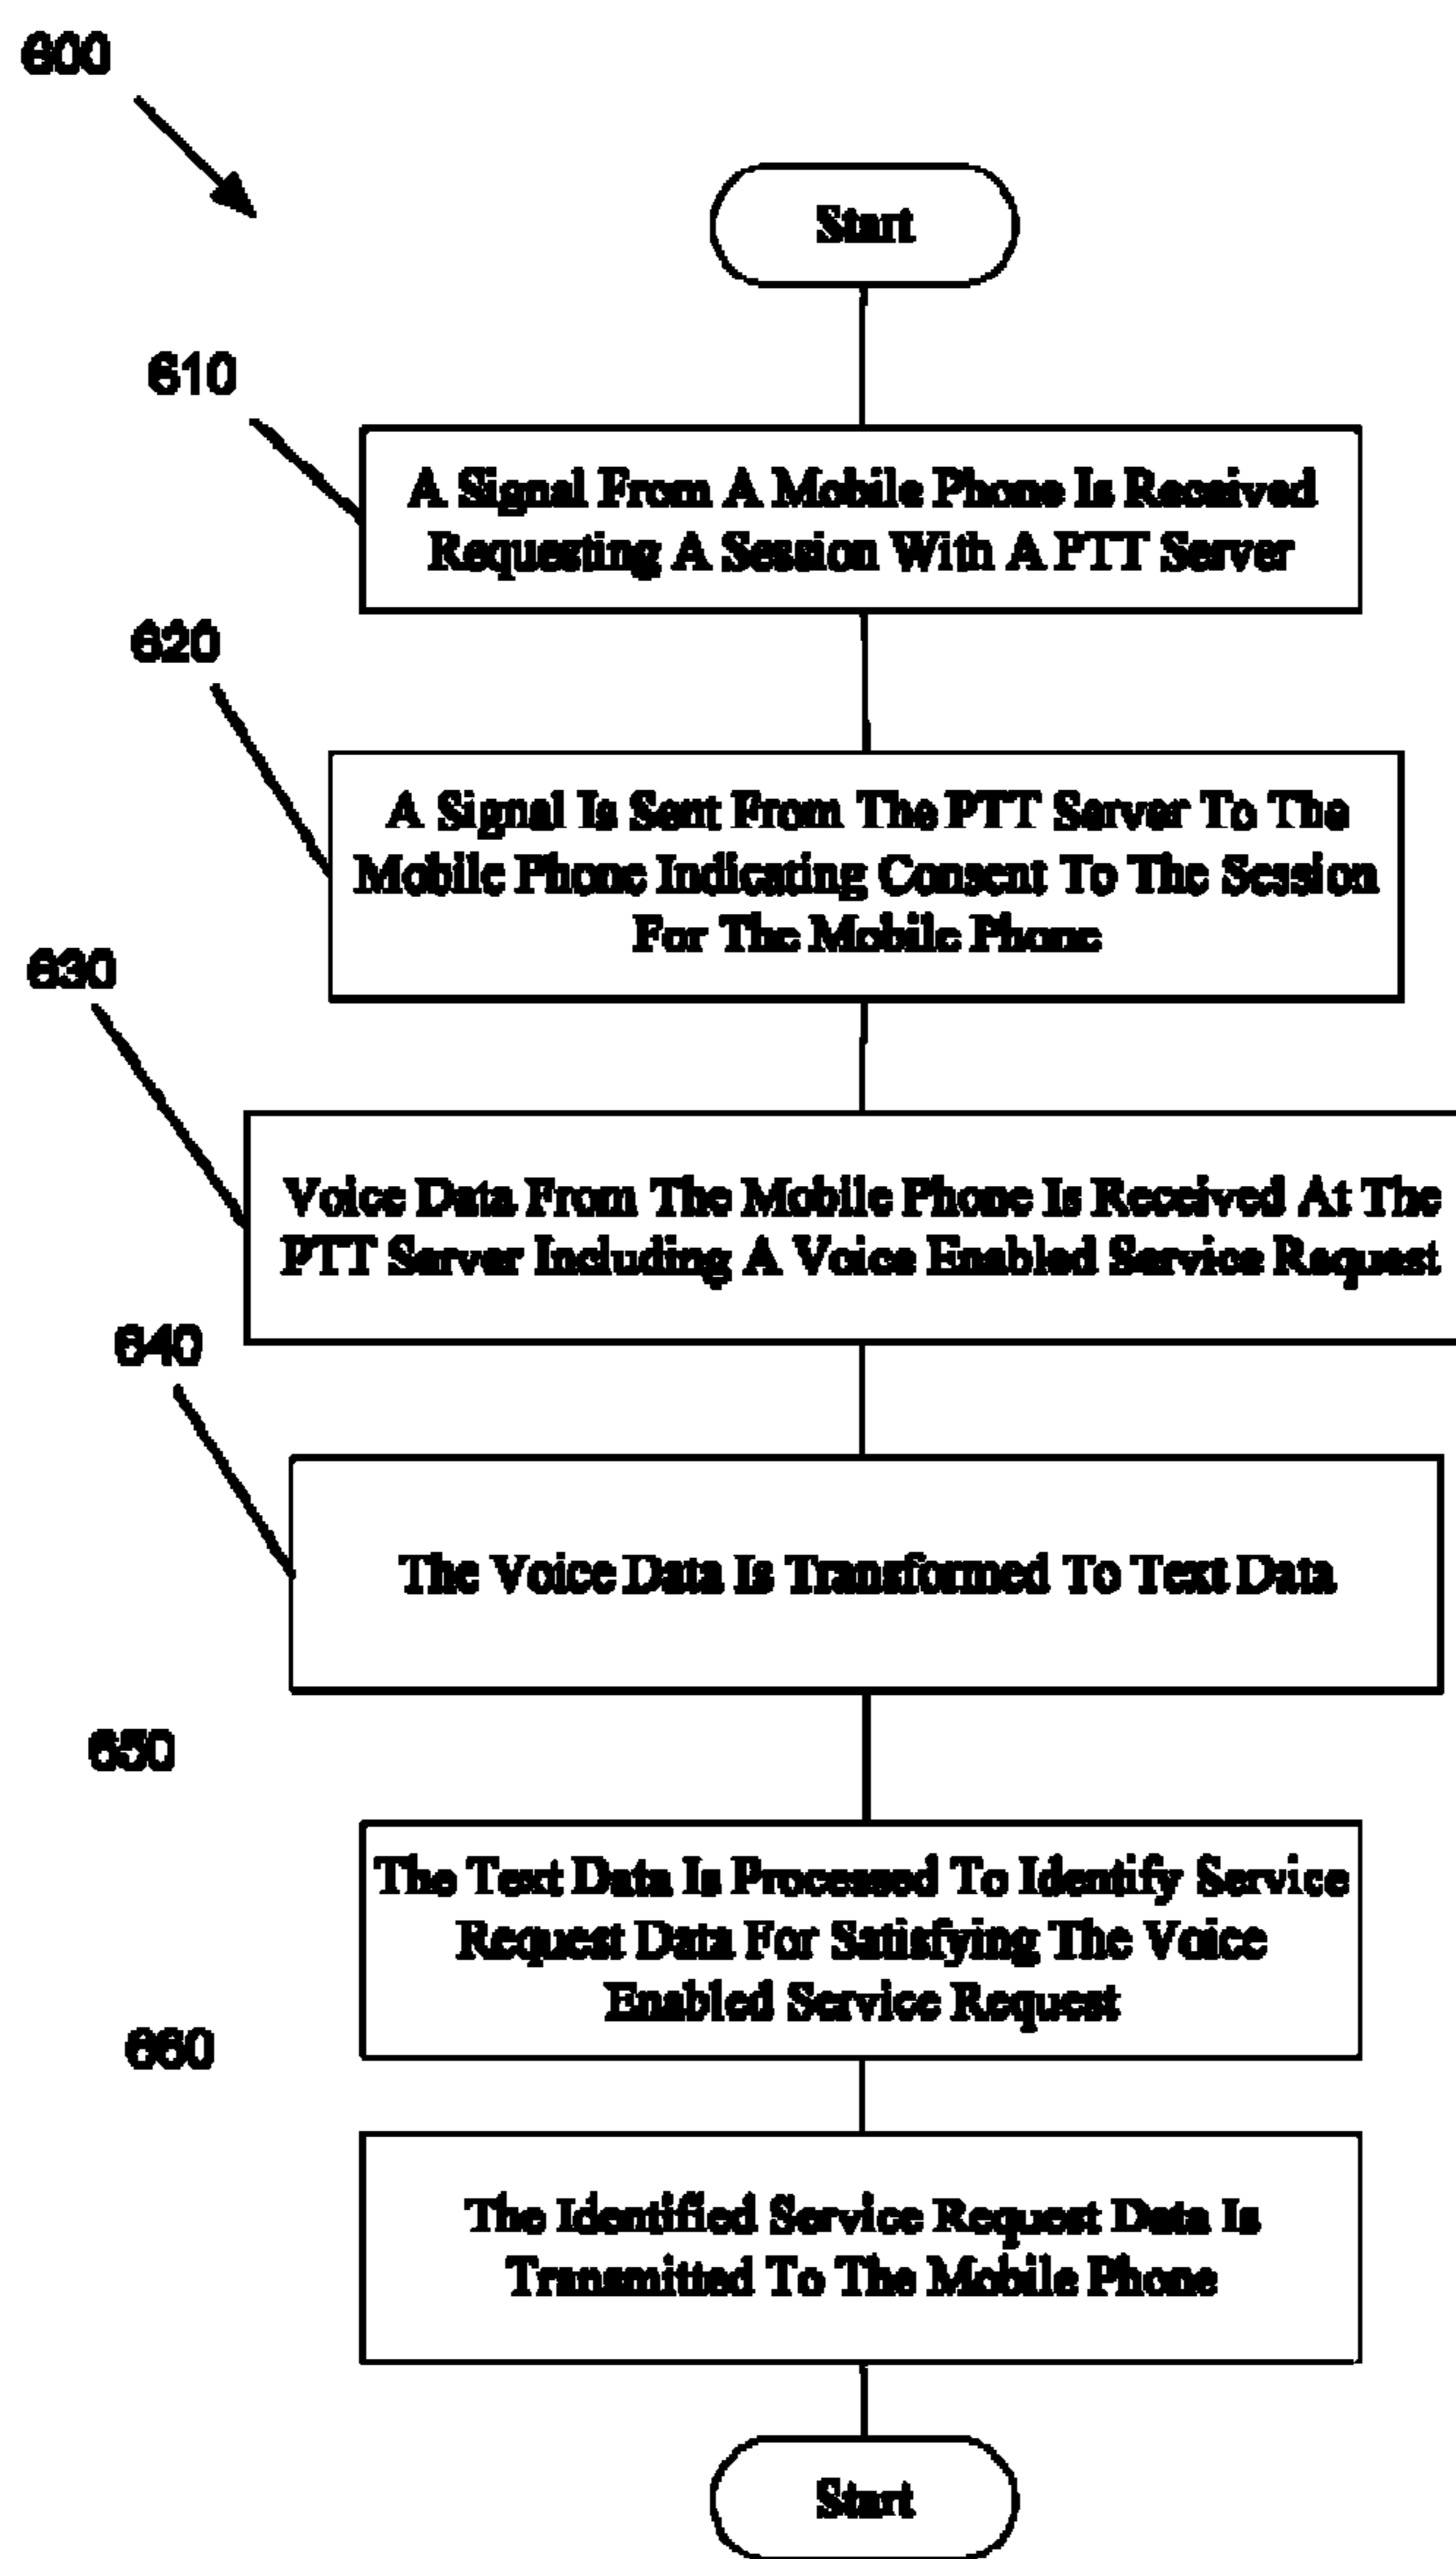 600
Start
610
A Signal From A Mobile Phone Is Received
Requesting A Session With A PTT Server
620
A Signal Is Sent From The PTT Server To The
Mobile Phone Indicating Consent To The Session
For The Mobile Phone
630
Voice Data From The Mobile Phone Is Received At The
PTT Server Including A Voice Enabled Service Request
640
The Voice Data Is Transformed To Text Data
650
The Text Data Is Processed To Identify Service
Request Data For Satisfying The Voice
Enabled Service Request
660
The Identified Service Request Data Is
Transmitted To The Mobile Phone
Start